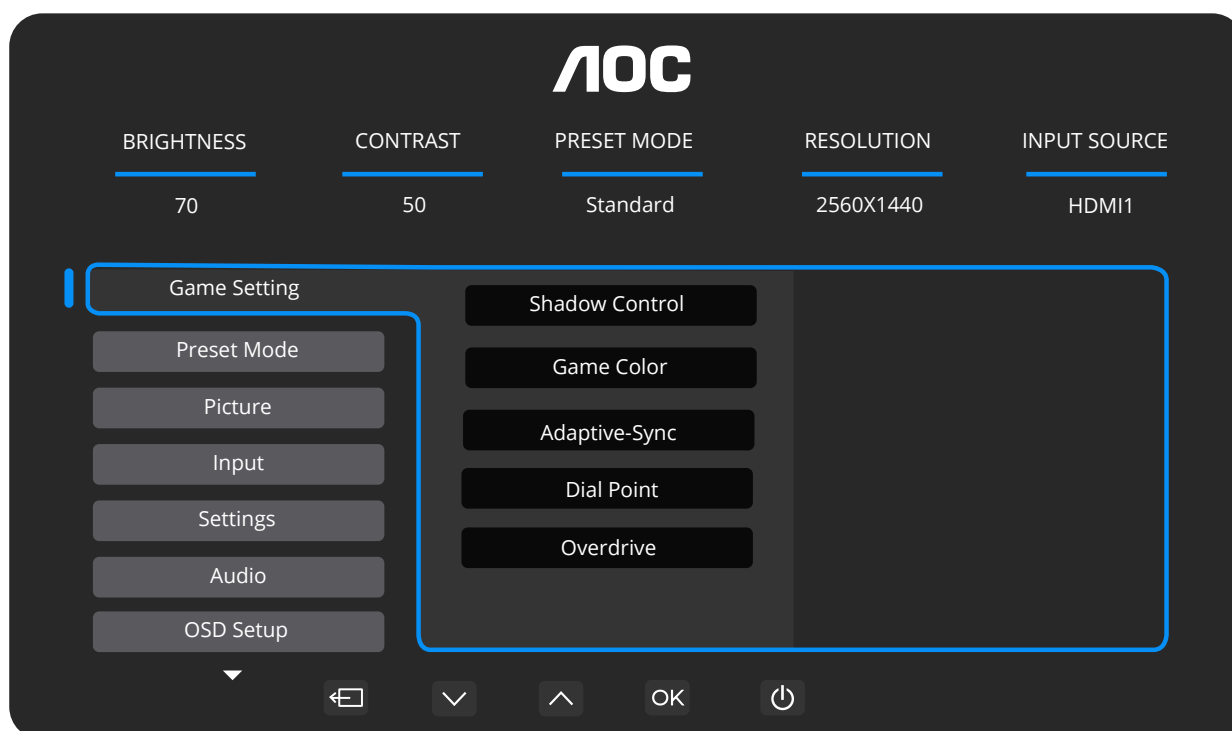 AOC
BRIGHTNESS CONTRAST PRESET MODE RESOLUTION INPUT SOURCE
70 50 Standard 2560X1440 HDMI1
Game Setting
Preset Mode
Picture
Input
Settings
Audio
OSD Setup
Shadow Control
Game Color
Adaptive-Sync
Dial Point
Overdrive
OK